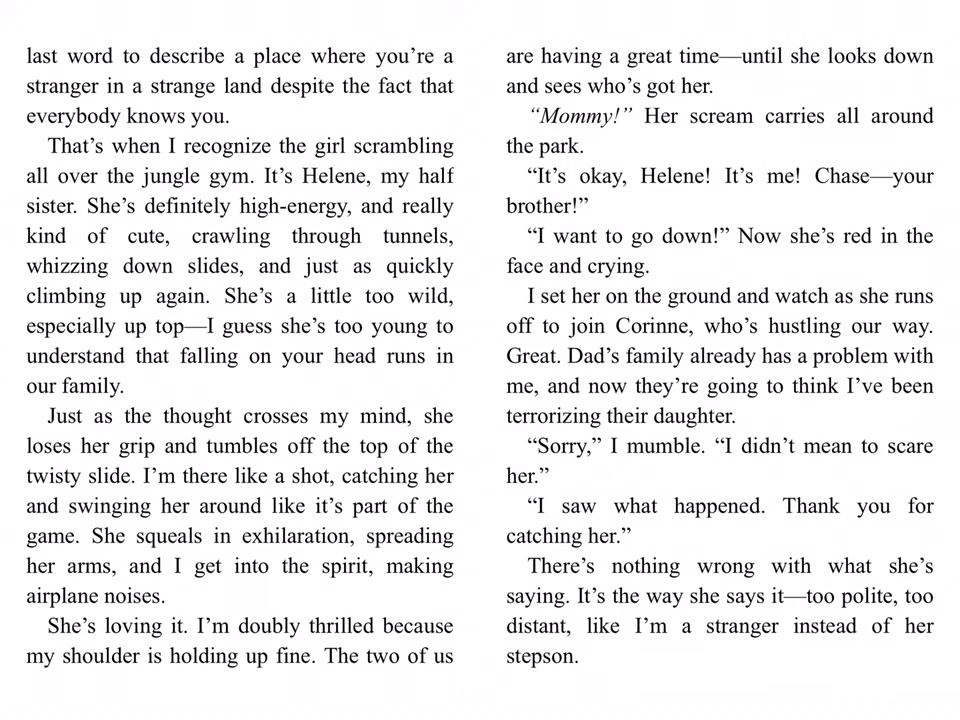 last word to describe a place where you’re a
stranger in a strange land despite the fact that
everybody knows you.
That’s when I recognize the girl scrambling
all over the jungle gym. It’s Helene, my half
sister. She’s definitely high-energy, and really
kind of cute, crawling through tunnels,
whizzing down slides, and just as quickly
climbing up again. She’s a little too wild,
especially up top—I guess she’s too young to
understand that falling on your head runs in
our family.
Just as the thought crosses my mind, she
loses her grip and tumbles off the top of the
twisty slide. I’m there like a shot, catching her
and swinging her around like it’s part of the
game. She squeals in exhilaration, spreading
her arms, and I get into the spirit, making
airplane noises.
She’s loving it. I’m doubly thrilled because
my shoulder is holding up fine. The two of us
are having a great time—until she looks down
and sees who’s got her.
“Mommy!” Her scream carries all around
the park.
“It’s okay, Helene! It’s me! Chase—your
brother!”
“I want to go down!” Now she’s red in the
face and crying.
I set her on the ground and watch as she runs
off to join Corinne, who’s hustling our way.
Great. Dad’s family already has a problem with
me, and now they’re going to think I’ve been
terrorizing their daughter.
“Sorry,” I mumble. “I didn’t mean to scare
her.”
“I saw what happened. Thank you for
catching her.”
There’s nothing wrong with what she’s
saying. It’s the way she says it—too polite, too
distant, like I’m a stranger instead of her
stepson.